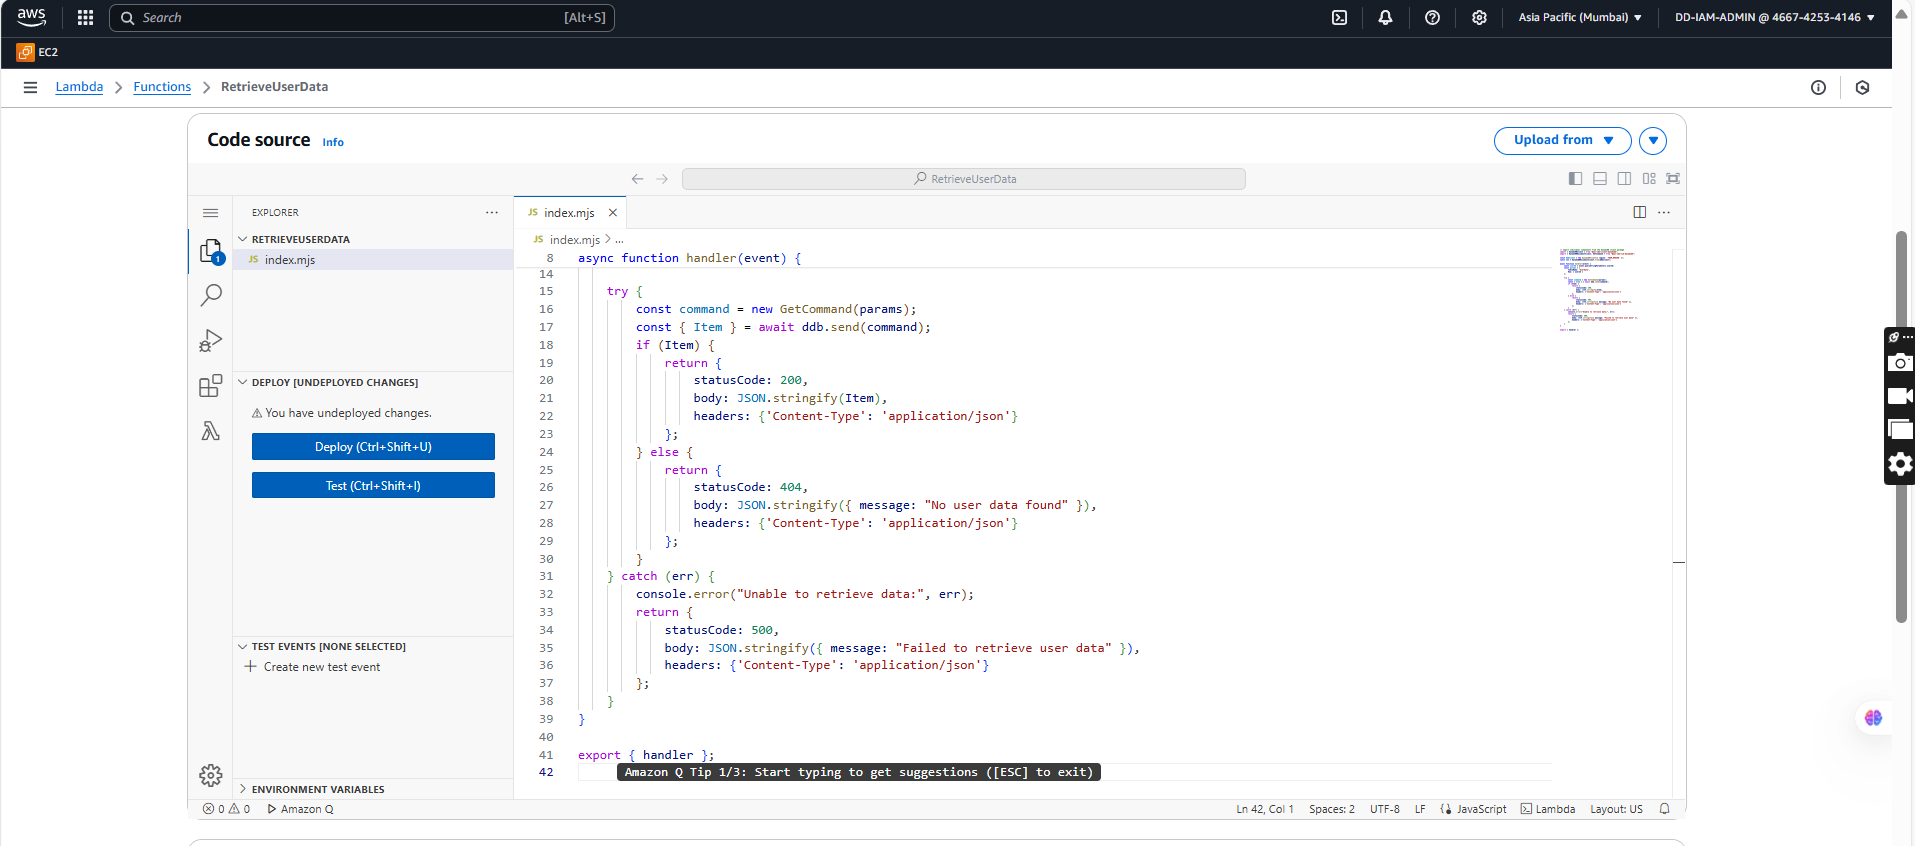 aws
Search [Alt+S]
Asia Pacific (Mumbai) ▼
DD-IAM-ADMIN @ 4667-4253-4146 ▼
EC2
Lambda > Functions > RetrieveUserData
Code source Info
Upload from ▼
RetrieveUserData
EXPLORER ...
RETRIEVEUSERDATA
JS index.mjs
1
DEPLOY [UNDEPLOYED CHANGES]
You have undeployed changes.
Deploy (Ctrl+Shift+U)
Test (Ctrl+Shift+I)
TEST EVENTS [NONE SELECTED]
+ Create new test event
ENVIRONMENT VARIABLES
JS index.mjs ×
JS index.mjs > ...
8 async function handler(event) {
14
15 try {
16 const command = new GetCommand(params);
17 const { Item } = await ddb.send(command);
18 if (Item) {
19 return {
20 statusCode: 200,
21 body: JSON.stringify(Item),
22 headers: {'Content-Type': 'application/json'}
23 };
24 } else {
25 return {
26 statusCode: 404,
27 body: JSON.stringify({ message: "No user data found" }),
28 headers: {'Content-Type': 'application/json'}
29 };
30 }
31 } catch (err) {
32 console.error("Unable to retrieve data:", err);
33 return {
34 statusCode: 500,
35 body: JSON.stringify({ message: "Failed to retrieve user data" }),
36 headers: {'Content-Type': 'application/json'}
37 };
38 }
39 }
40
41 export { handler };
42 Amazon Q Tip 1/3: Start typing to get suggestions ([ESC] to exit)
0 0 Amazon Q
Ln 42, Col 1 Spaces: 2 UTF-8 LF JavaScript Lambda Layout: US